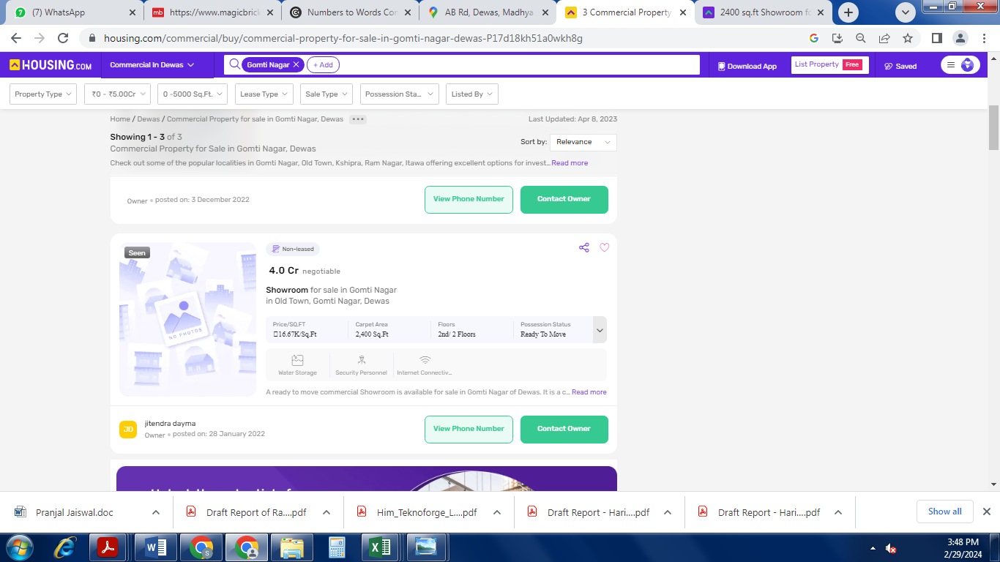 (7) WhatsApp
https://www.magicbrick
Numbers to Words Con
AB Rd, Dewas, Madhya
3 Commercial Property
2400 sq.ft Showroom fo
housing.com/commercial/buy/commercial-property-for-sale-in-gomti-nagar-dewas-P17d18kh51a0wkh8g
HOUSING.COM
Commercial In Dewas
Gomti Nagar
+ Add
Download App
List Property Free
Saved
Property Type
₹0 - ₹5.00Cr
0 -5000 Sq.Ft.
Lease Type
Sale Type
Possession Sta...
Listed By
Home / Dewas / Commercial Property for sale in Gomti Nagar, Dewas
Last Updated: Apr 8, 2023
Showing 1 - 3 of 3
Commercial Property for Sale in Gomti Nagar, Dewas
Sort by: Relevance
Check out some of the popular localities in Gomti Nagar, Old Town, Kshipra, Ram Nagar, Itawa offering excellent options for invest... Read more
Owner • posted on: 3 December 2022
View Phone Number
Contact Owner
Seen
NO PHOTOS
Non-leased
4.0 Cr negotiable
Showroom for sale in Gomti Nagar
in Old Town, Gomti Nagar, Dewas
Price/SQ.FT Carpet Area Floors Possession Status
16.67K/Sq.Ft 2,400 Sq.Ft 2nd/ 2 Floors Ready To Move
Water Storage Security Personnel Internet Connectiv...
A ready to move commercial Showroom is available for sale in Gomti Nagar of Dewas. It is a c... Read more
JD
jitendra dayma
Owner • posted on: 28 January 2022
View Phone Number
Contact Owner
Pranjal Jaiswal.doc
Draft Report of Ra....pdf
Him_Teknoforge_L....pdf
Draft Report - Hari....pdf
Draft Report - Hari....pdf
Show all
3:48 PM
2/29/2024